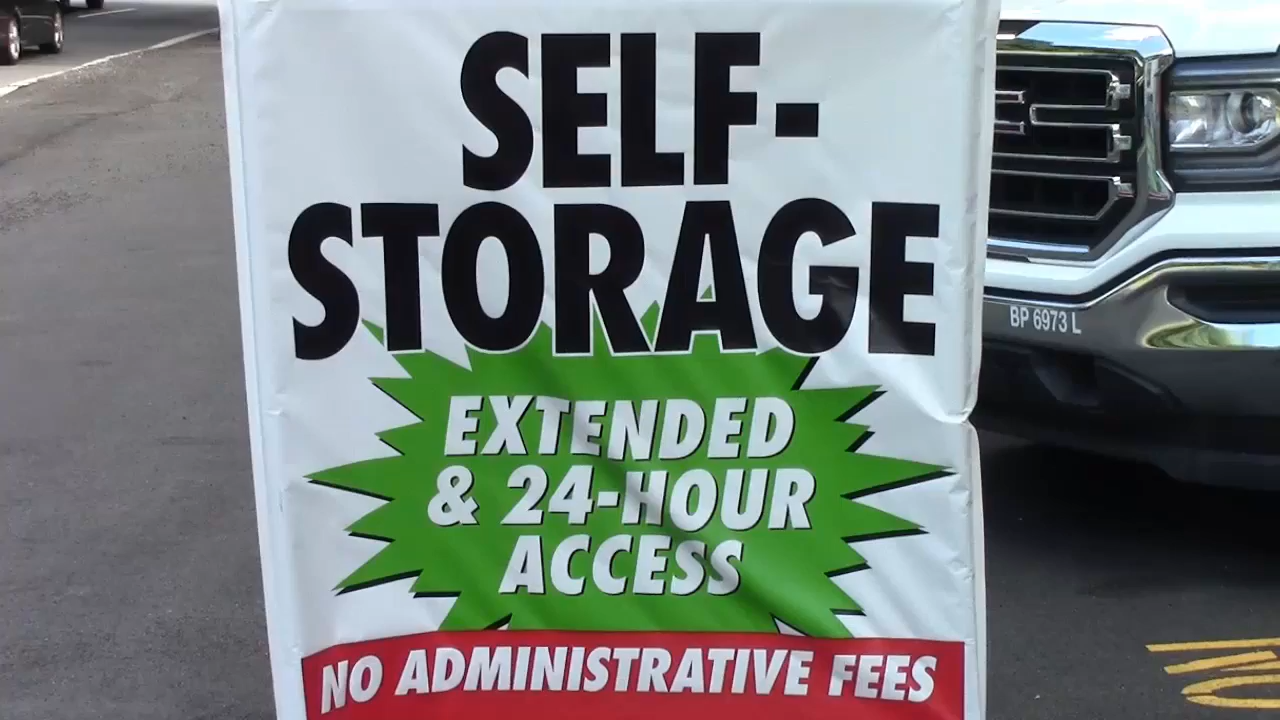 SELF-
STORAGE
EXTENDED
& 24-HOUR
ACCESS
NO ADMINISTRATIVE FEES
BP 6973 L